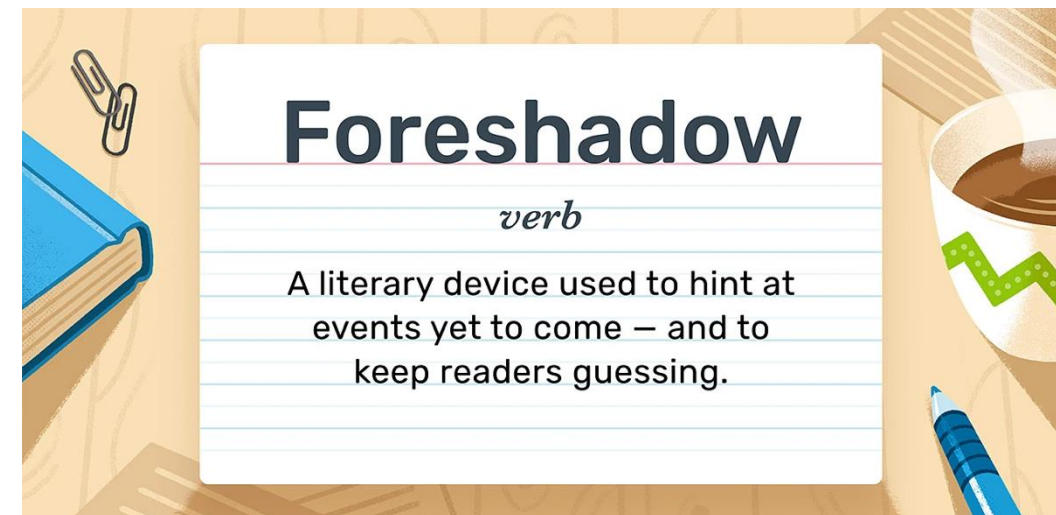 Foreshadow
verb
A literary device used to hint at
events yet to come — and to
keep readers guessing.